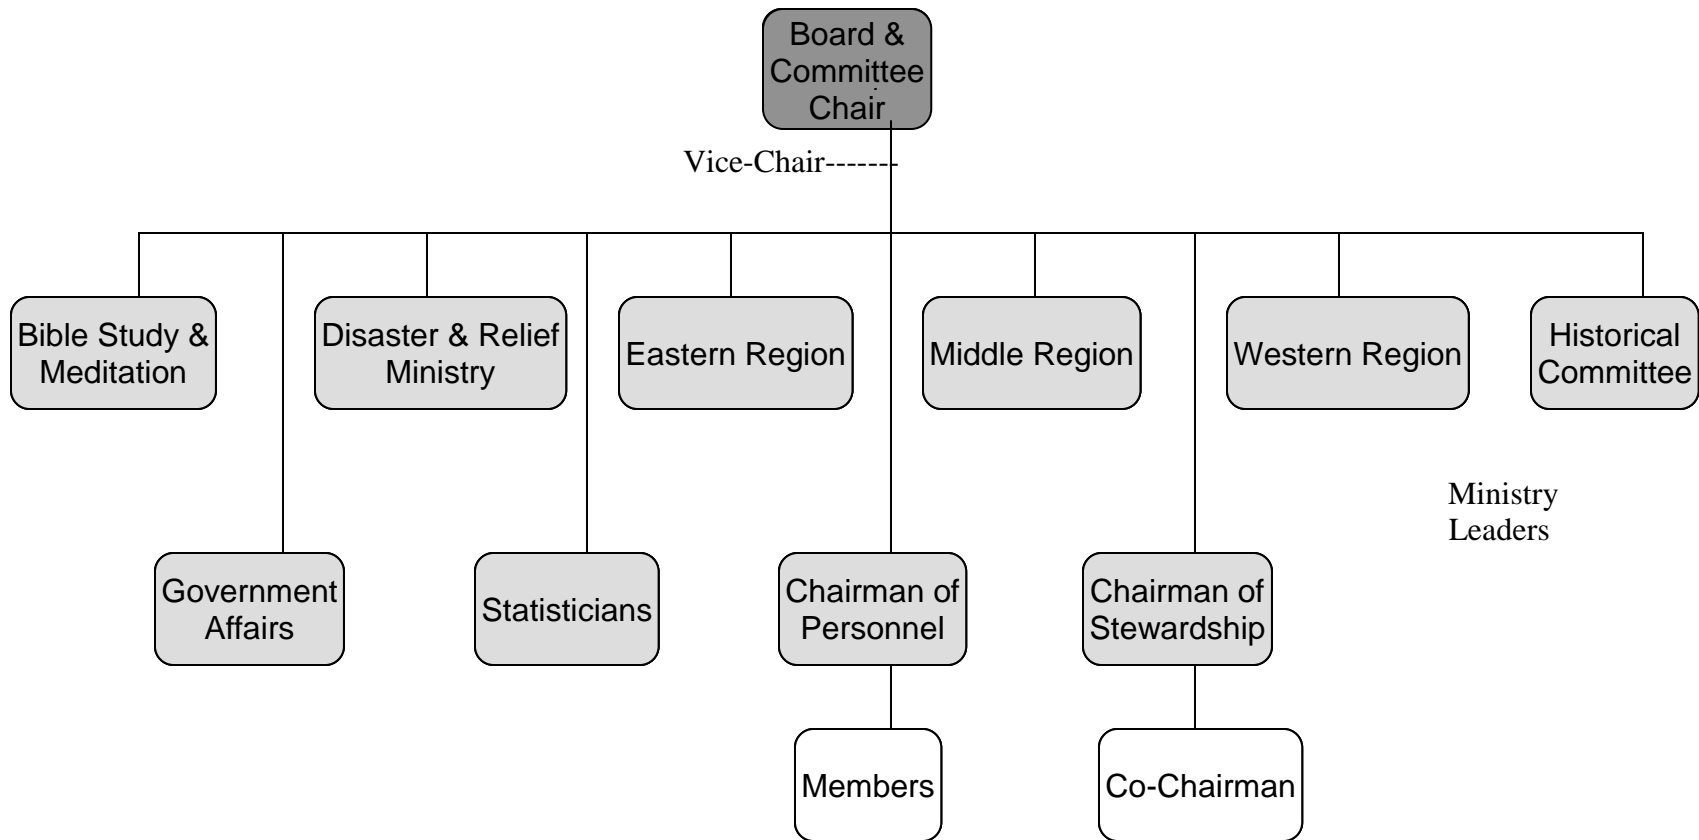 Board &
Committee
Chair
Vice-Chair-------
Bible Study &
Meditation
Disaster & Relief
Ministry
Eastern Region
Middle Region
Western Region
Historical
Committee
Ministry
Leaders
Government
Affairs
Statisticians
Chairman of
Personnel
Chairman of
Stewardship
Members
Co-Chairman